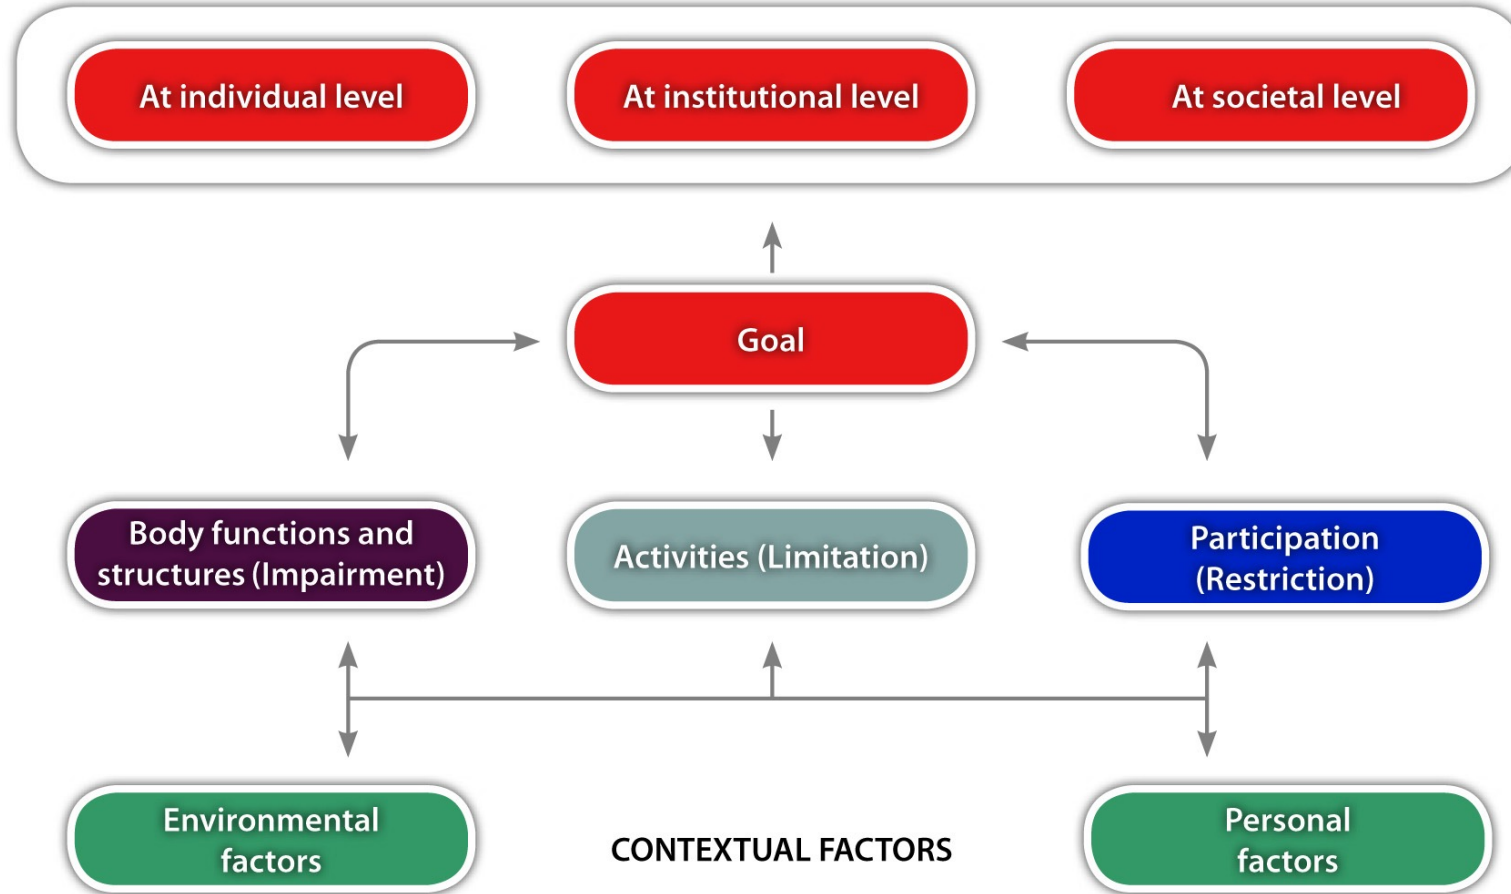 At individual level
At institutional level
At societal level
Goal
Body functions and
structures (Impairment)
Activities (Limitation)
Participation
(Restriction)
Environmental
factors
CONTEXTUAL FACTORS
Personal
factors